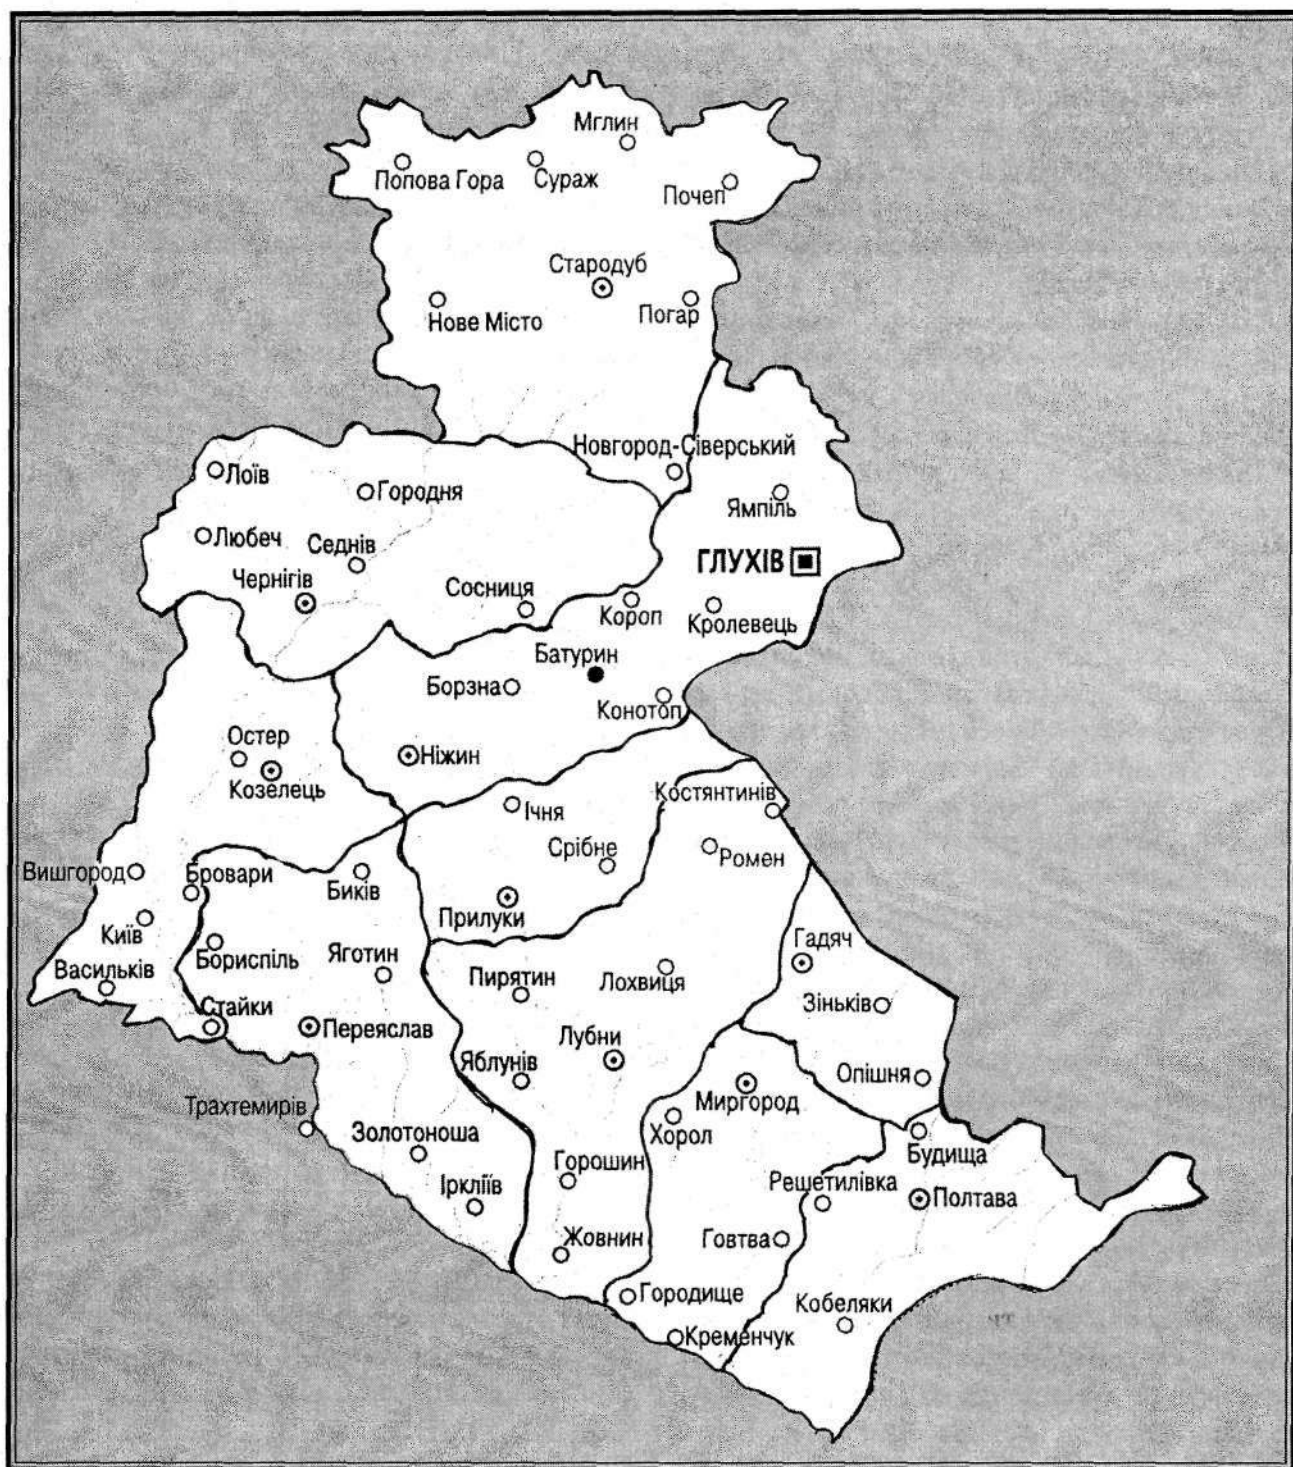 Мглин
Попова Гора
Сураж
Почеп
Стародуб
Нове Місто
Погар
Новгород-Сіверський
Лоїв
Городня
Ямпіль
Любеч
Седнів
ГЛУХІВ
Чернігів
Сосниця
Короп
Кролевець
Батурин
Борзна
Конотоп
Остер
Ніжин
Козелець
Костянтинів
Ічня
Срібне
Ромен
Вишгород
Бровари
Биків
Прилуки
Київ
Бориспіль
Яготин
Гадяч
Васильків
Пирятин
Лохвиця
Зіньків
Стайки
Переяслав
Лубни
Яблунів
Опішня
Миргород
Трахтемирів
Хорол
Золотоноша
Будища
Горошин
Іркліїв
Решетилівка
Полтава
Жовнин
Говтва
Городище
Кобеляки
Кременчук